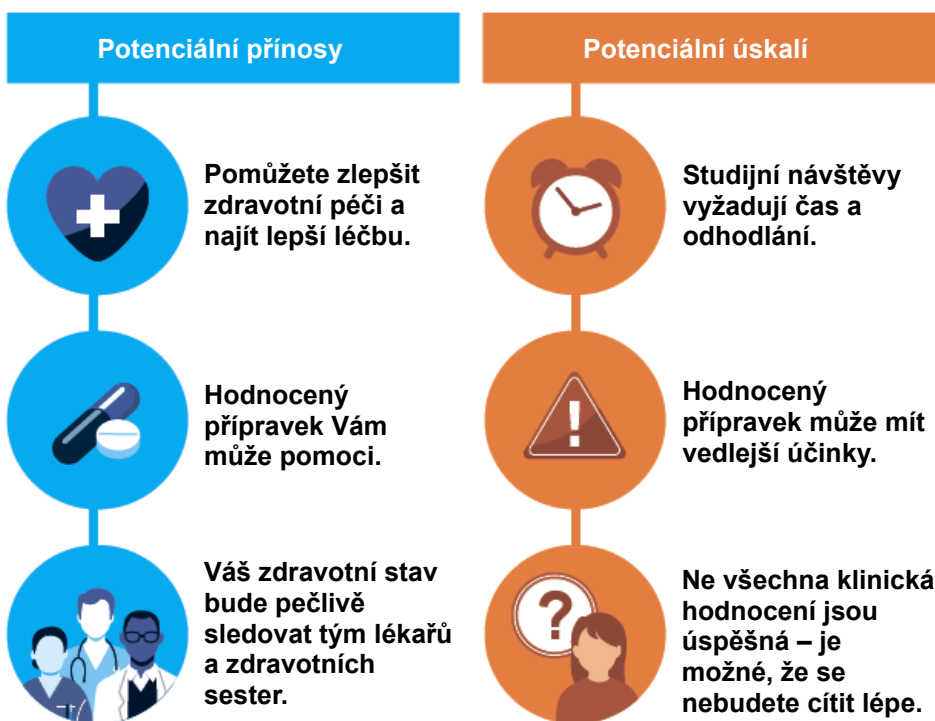 Potenciální přínosy
Pomůžete zlepšit
zdravotní péči a
najít lepší léčbu.
Hodnocený
přípravek Vám
může pomoci.
Váš zdravotní stav
bude pečlivě
sledovat tým lékařů
a zdravotních
sester.
Potenciální úskalí
Studijní návštěvy
vyžadují čas a
odhodlání.
Hodnocený
přípravek může mít
vedlejší účinky.
Ne všechna klinická
hodnocení jsou
úspěšná – je
možné, že se
nebudete cítit lépe.